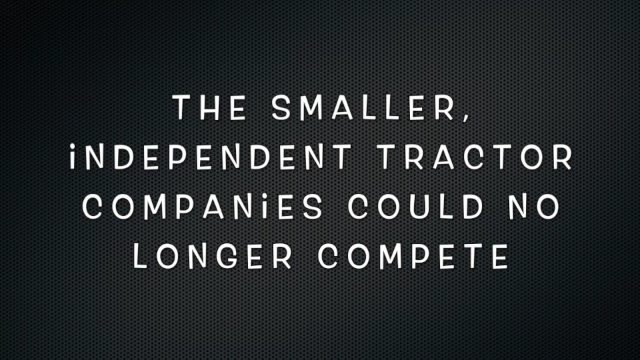 THE SMALLER,
iNDEPENDENT TRACTOR
COMPANiES COULD NO
LONGER COMPETE